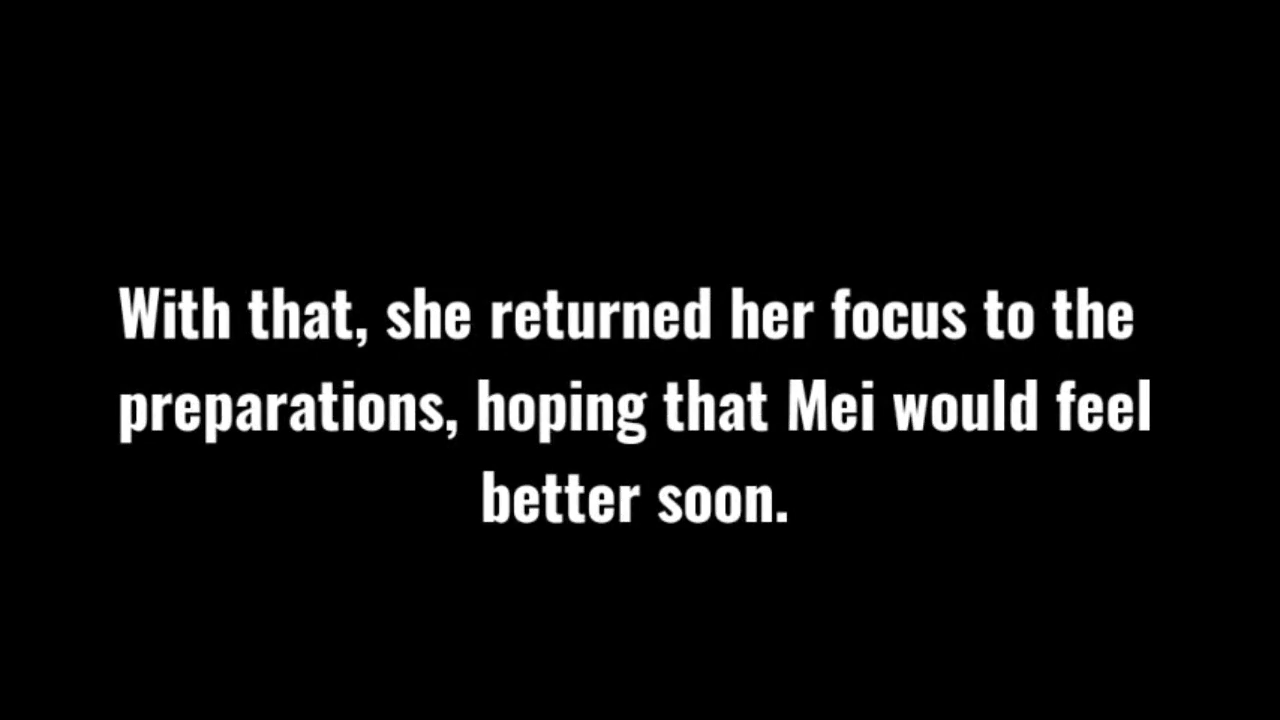 With that, she returned her focus to the
preparations, hoping that Mei would feel
better soon.